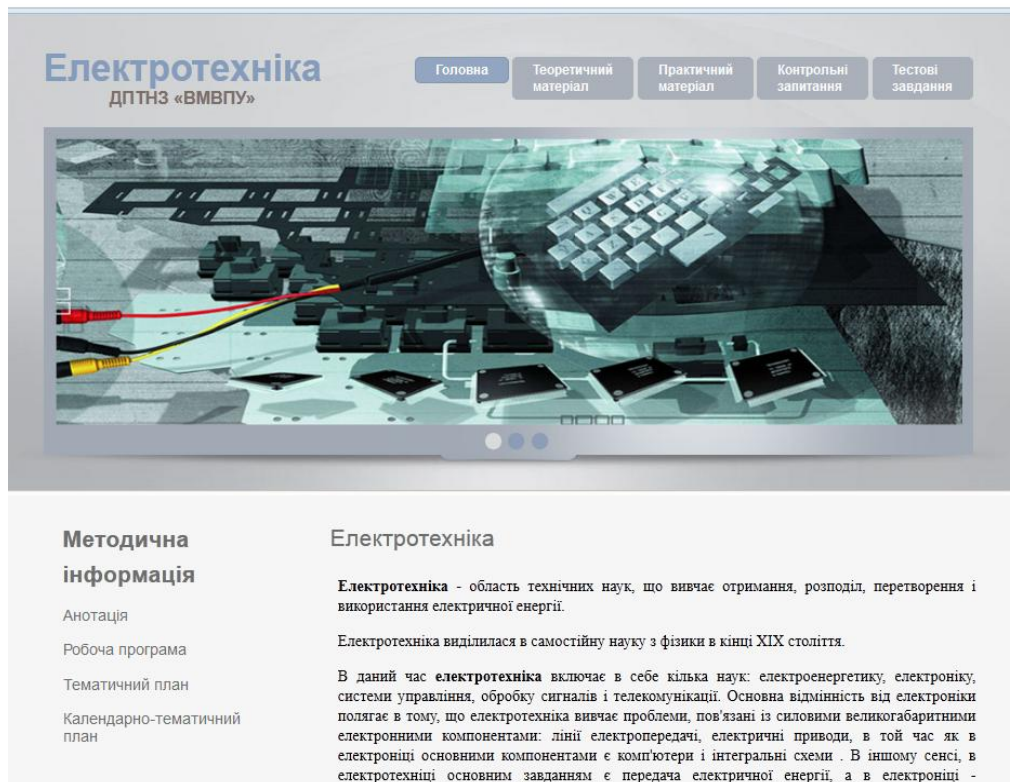 Електротехніка
ДПТНЗ «ВМВПУ»
Головна
Теоретичний
матеріал
Практичний
матеріал
Контрольні
запитання
Тестові
завдання
Методична
інформація
Анотація
Робоча програма
Тематичний план
Календарно-тематичний
план
Електротехніка
Електротехніка - область технічних наук, що вивчає отримання, розподіл, перетворення і
використання електричної енергії.
Електротехніка виділилася в самостійну науку з фізики в кінці XIX століття.
В даний час електротехніка включає в себе кілька наук: електроенергетику, електроніку,
системи управління, обробку сигналів і телекомунікації. Основна відмінність від електроніки
полягає в тому, що електротехніка вивчає проблеми, пов'язані із силовими великогабаритними
електронними компонентами: лінії електропередачі, електричні приводи, в той час як в
електроніці основними компонентами є комп'ютери і інтегральні схеми . В іншому сенсі, в
електротехніці основним завданням є передача електричної енергії, а в електроніці -